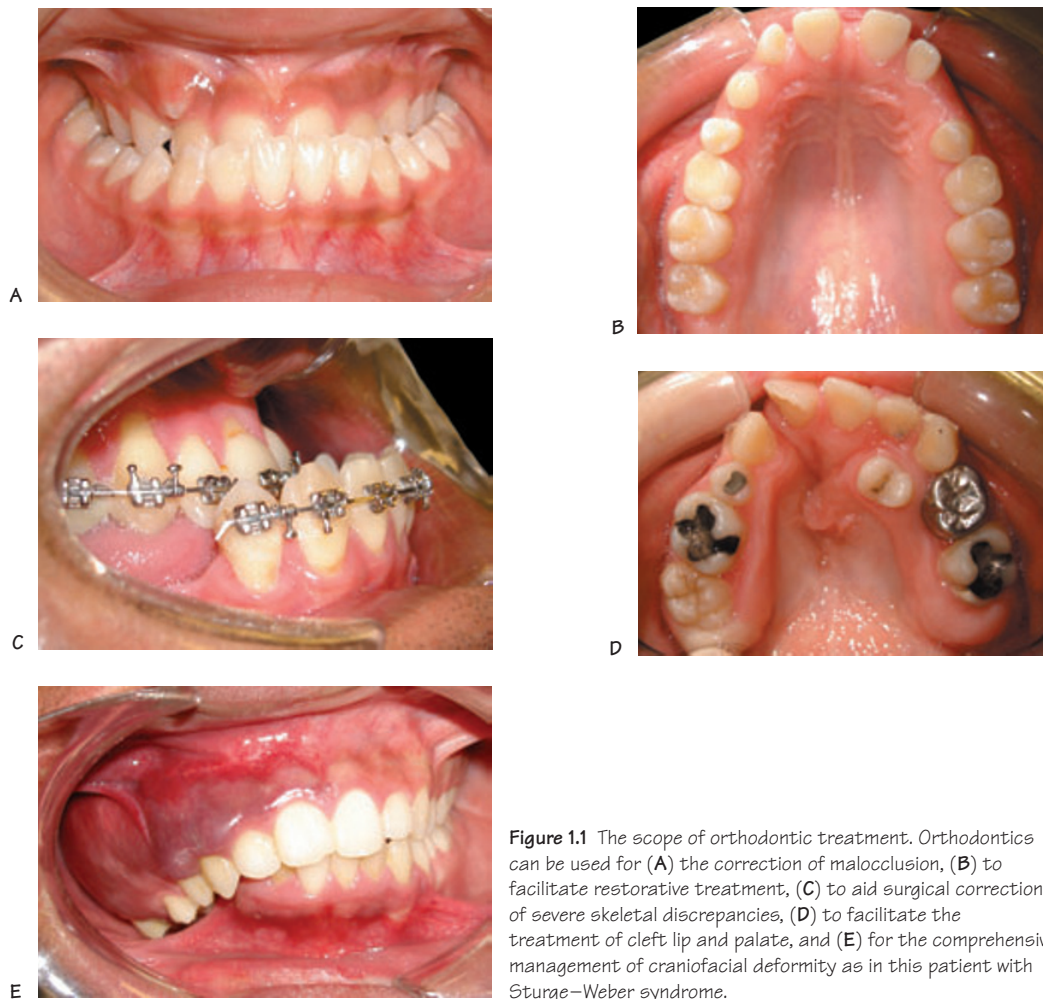 A
B
C
D
E
Figure 1.1 The scope of orthodontic treatment. Orthodontics
can be used for (A) the correction of malocclusion, (B) to
facilitate restorative treatment, (C) to aid surgical correction
of severe skeletal discrepancies, (D) to facilitate the
treatment of cleft lip and palate, and (E) for the comprehensiv
management of craniofacial deformity as in this patient with
Sturge–Weber syndrome.